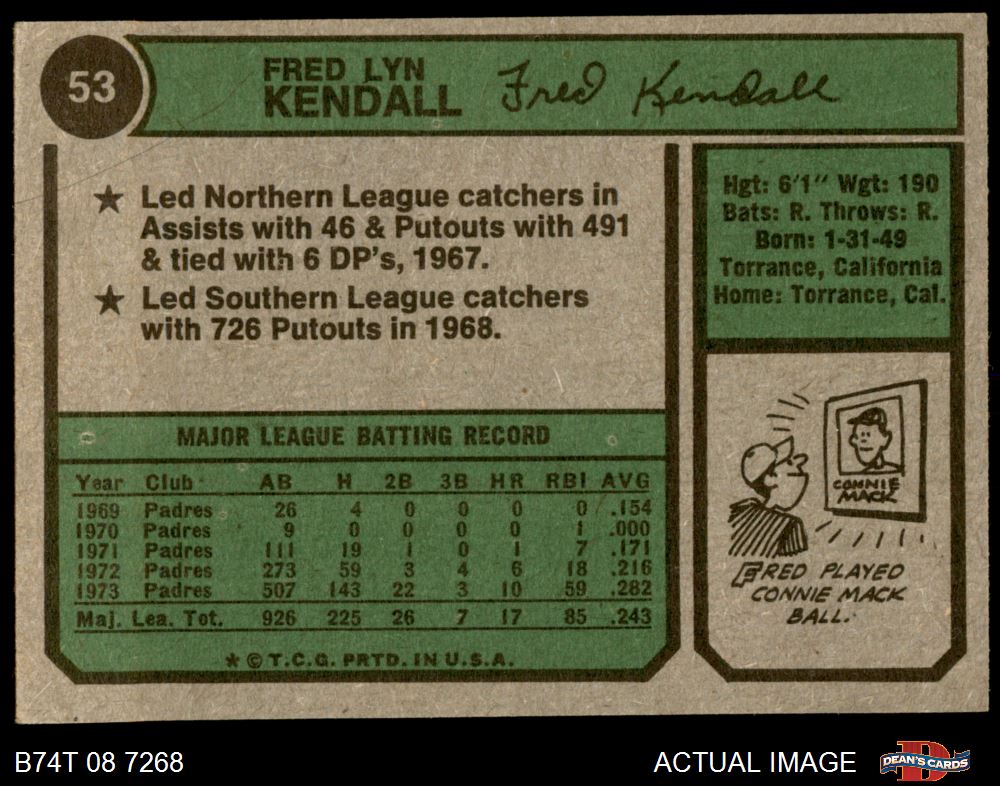 53
FRED LYN
KENDALL
Fred Kendall
★ Led Northern League catchers in
Assists with 46 & Putouts with 491
& tied with 6 DP's, 1967.
★ Led Southern League catchers
with 726 Putouts in 1968.
Hgt: 6'1" Wgt: 190
Bats: R. Throws: R.
Born: 1-31-49
Torrance, California
Home: Torrance, Cal.
MAJOR LEAGUE BATTING RECORD
Year Club AB H 2B 3B HR RBI AVG
1969 Padres 26 4 0 0 0 0 .154
1970 Padres 9 0 0 0 0 1 .000
1971 Padres 111 19 1 0 1 7 .171
1972 Padres 273 59 3 4 6 18 .216
1973 Padres 507 143 22 3 10 59 .282
Maj. Lea. Tot. 926 225 26 7 17 85 .243
* © T.C.G. PRTD. IN U.S.A.
CONNIE
MACK
FRED PLAYED
CONNIE MACK
BALL.
B74T 08 7268
ACTUAL IMAGE
D
DEAN'S CARDS